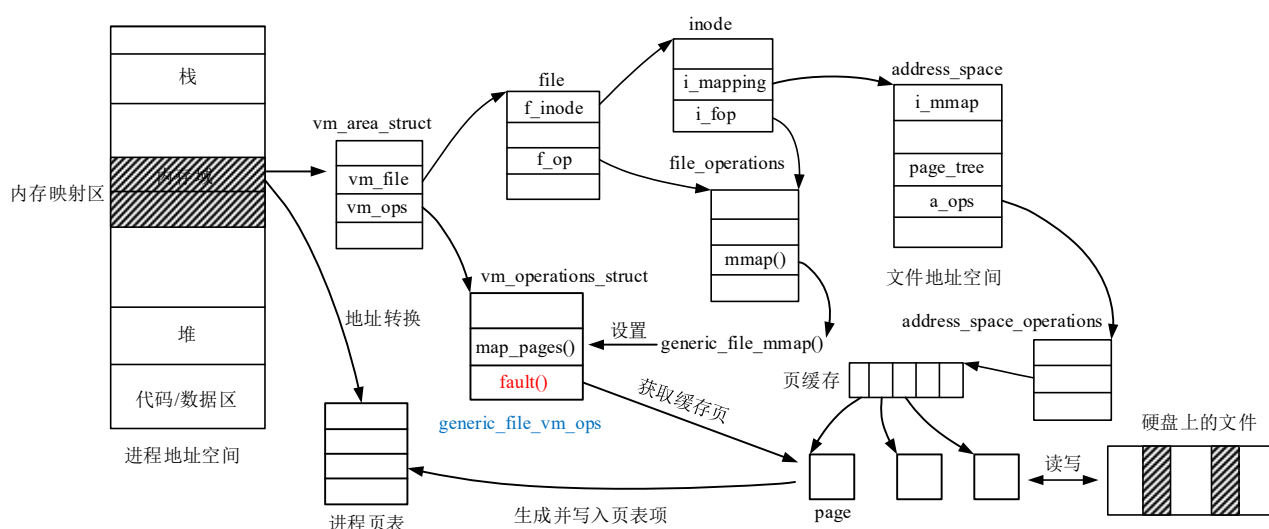 inode
file
i_mapping
i_fop
address_space
i_mmap
page_tree
a_ops
文件地址空间
栈
内存域
内存映射区
堆
代码/数据区
进程地址空间
vm_area_struct
vm_file
vm_ops
f_inode
f_op
file_operations
mmap()
vm_operations_struct
地址转换
map_pages()
fault()
设置
generic_file_mmap()
generic_file_vm_ops
获取缓存页
address_space_operations
页缓存
硬盘上的文件
读写
page
进程页表
生成并写入页表项